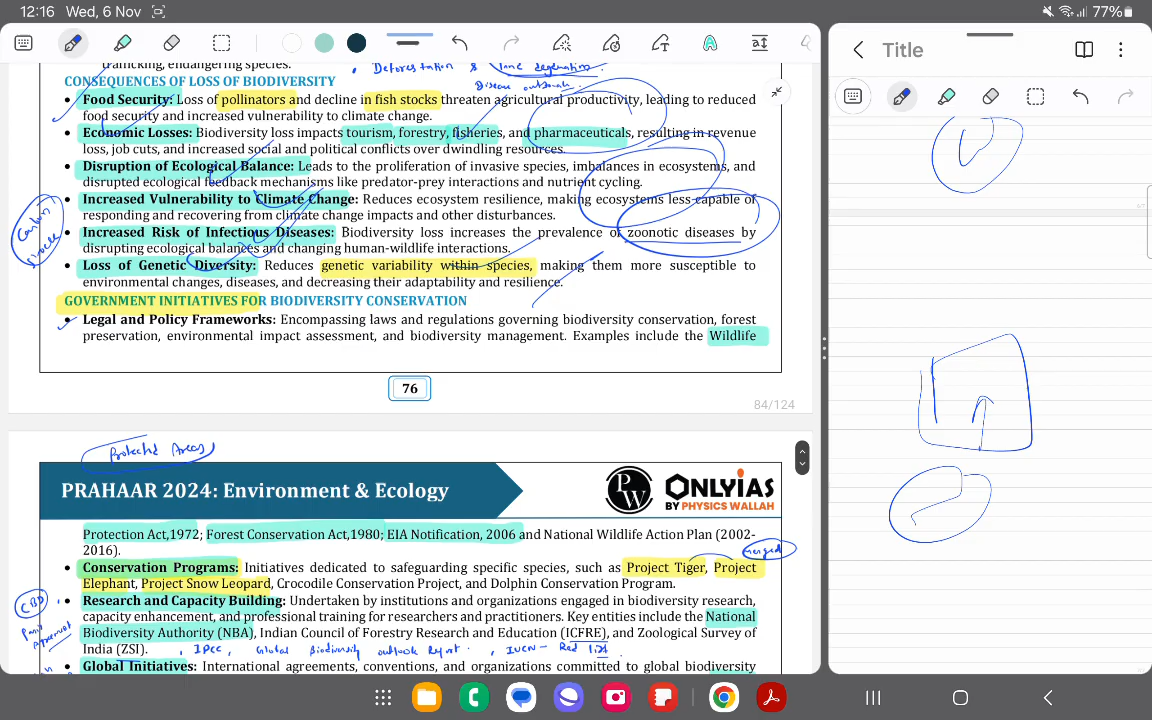 12:16 Wed, 6 Nov
77%
Title
trafficking, endangering species.
Deforestation &
Disease outbreak.
CONSEQUENCES OF LOSS OF BIODIVERSITY
• Food Security: Loss of pollinators and decline in fish stocks threaten agricultural productivity, leading to reduced
food security and increased vulnerability to climate change.
• Economic Losses: Biodiversity loss impacts tourism, forestry, fisheries, and pharmaceuticals, resulting in revenue
loss, job cuts, and increased social and political conflicts over dwindling resources.
• Disruption of Ecological Balance: Leads to the proliferation of invasive species, imbalances in ecosystems, and
disrupted ecological feedback mechanisms like predator-prey interactions and nutrient cycling.
• Increased Vulnerability to Climate Change: Reduces ecosystem resilience, making ecosystems less capable of
responding and recovering from climate change impacts and other disturbances.
• Increased Risk of Infectious Diseases: Biodiversity loss increases the prevalence of zoonotic diseases by
disrupting ecological balances and changing human-wildlife interactions.
• Loss of Genetic Diversity: Reduces genetic variability within species, making them more susceptible to
environmental changes, diseases, and decreasing their adaptability and resilience.
GOVERNMENT INITIATIVES FOR BIODIVERSITY CONSERVATION
• Legal and Policy Frameworks: Encompassing laws and regulations governing biodiversity conservation, forest
preservation, environmental impact assessment, and biodiversity management. Examples include the Wildlife
76
84/124
Protected Areas
PRAHAAR 2024: Environment & Ecology
PW
ONLYIAS
BY PHYSICS WALLAH
Protection Act,1972; Forest Conservation Act,1980; EIA Notification, 2006 and National Wildlife Action Plan (2002-
2016).
merged
• Conservation Programs: Initiatives dedicated to safeguarding specific species, such as Project Tiger, Project
Elephant, Project Snow Leopard, Crocodile Conservation Project, and Dolphin Conservation Program.
CBD
• Research and Capacity Building: Undertaken by institutions and organizations engaged in biodiversity research,
capacity enhancement, and professional training for researchers and practitioners. Key entities include the National
Biodiversity Authority (NBA), Indian Council of Forestry Research and Education (ICFRE), and Zoological Survey of
India (ZSI). , IPCC, Global Biodiversity outlook Report. , IUCN - Red list.
Paris Agreement
• Global Initiatives: International agreements, conventions, and organizations committed to global biodiversity